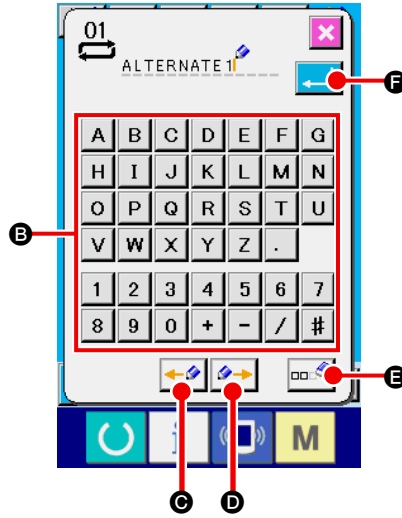 01
ALTERNATE 1
F
A B C D E F G
H I J K L M N
O P Q R S T U
B
V W X Y Z .
1 2 3 4 5 6 7
8 9 0 + - / #
E
M
C D